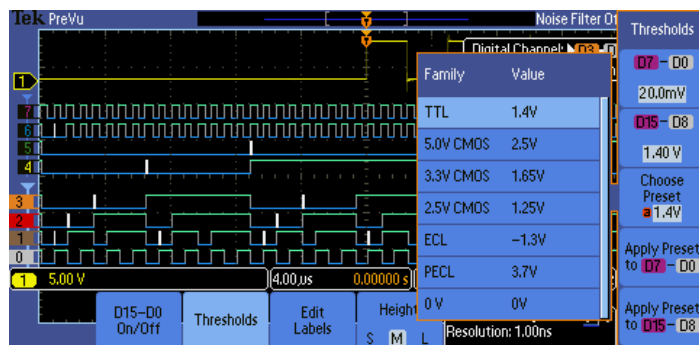 Tek PreVu
Noise Filter Of
Digital Channel: D3
Thresholds
D7 – D0
20.0mV
D15 – D8
1.40 V
Choose
Preset
a 1.4V
Apply Preset
to D7 – D0
Apply Preset
to D15 – D8
Family Value
TTL 1.4V
5.0V CMOS 2.5V
3.3V CMOS 1.65V
2.5V CMOS 1.25V
ECL –1.3V
PECL 3.7V
0 V 0V
1
7
6
5
4
3
2
1
0
1 5.00 V
4.00µs
0.00000 s
D15–D0
On/Off
Thresholds
Edit
Labels
Height
S M L
Resolution: 1.00ns